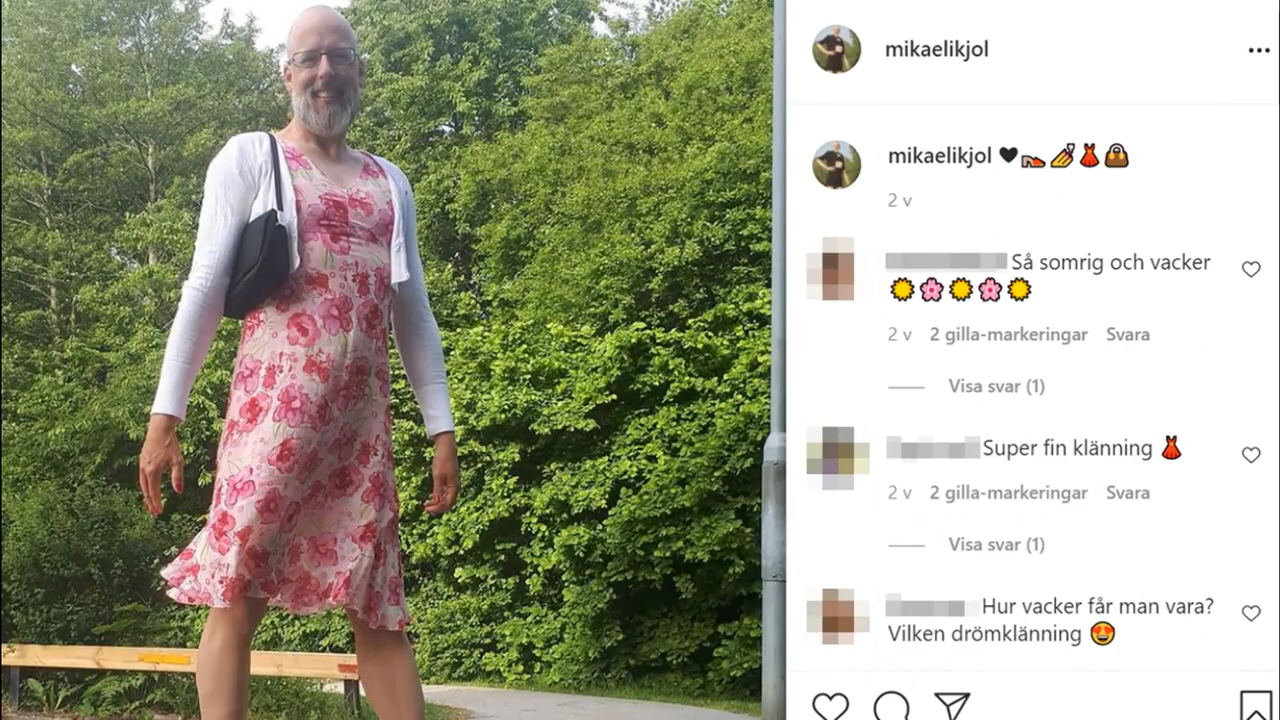 mikaelikjol
mikaelikjol 🖤👡💅👗👜
2 v
Så somrig och vacker
🌞🌸🌞🌸🌞
2 v 2 gilla-markeringar Svara
Visa svar (1)
Super fin klänning 👗
2 v 2 gilla-markeringar Svara
Visa svar (1)
Hur vacker får man vara?
Vilken drömklänning 😍